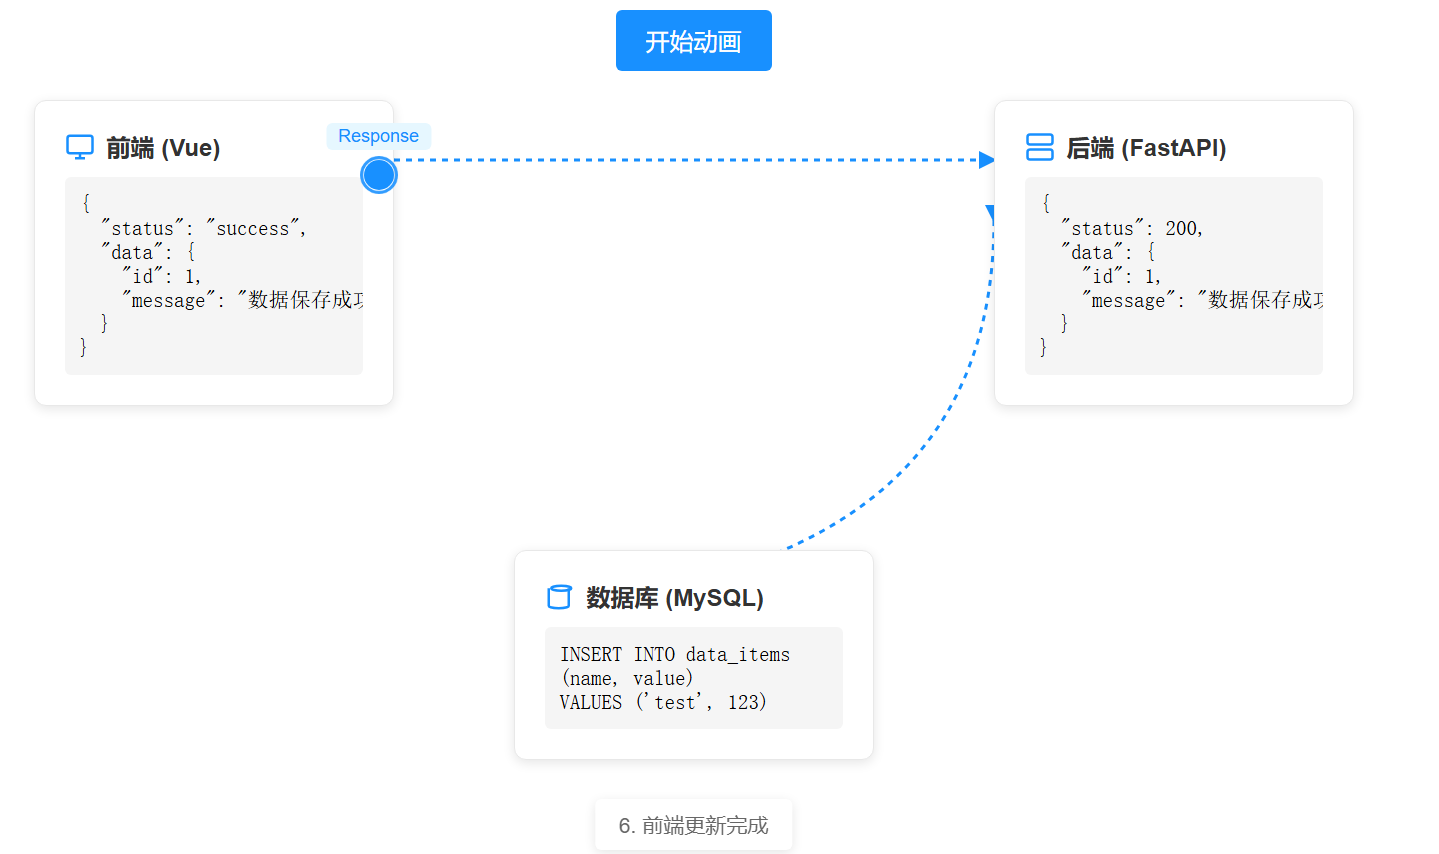 开始动画
前端 (Vue)
Response
{
  "status": "success",
  "data": {
    "id": 1,
    "message": "数据保存成
  }
}
后端 (FastAPI)
{
  "status": 200,
  "data": {
    "id": 1,
    "message": "数据保存成
  }
}
数据库 (MySQL)
INSERT INTO data_items
(name, value)
VALUES ('test', 123)
6. 前端更新完成